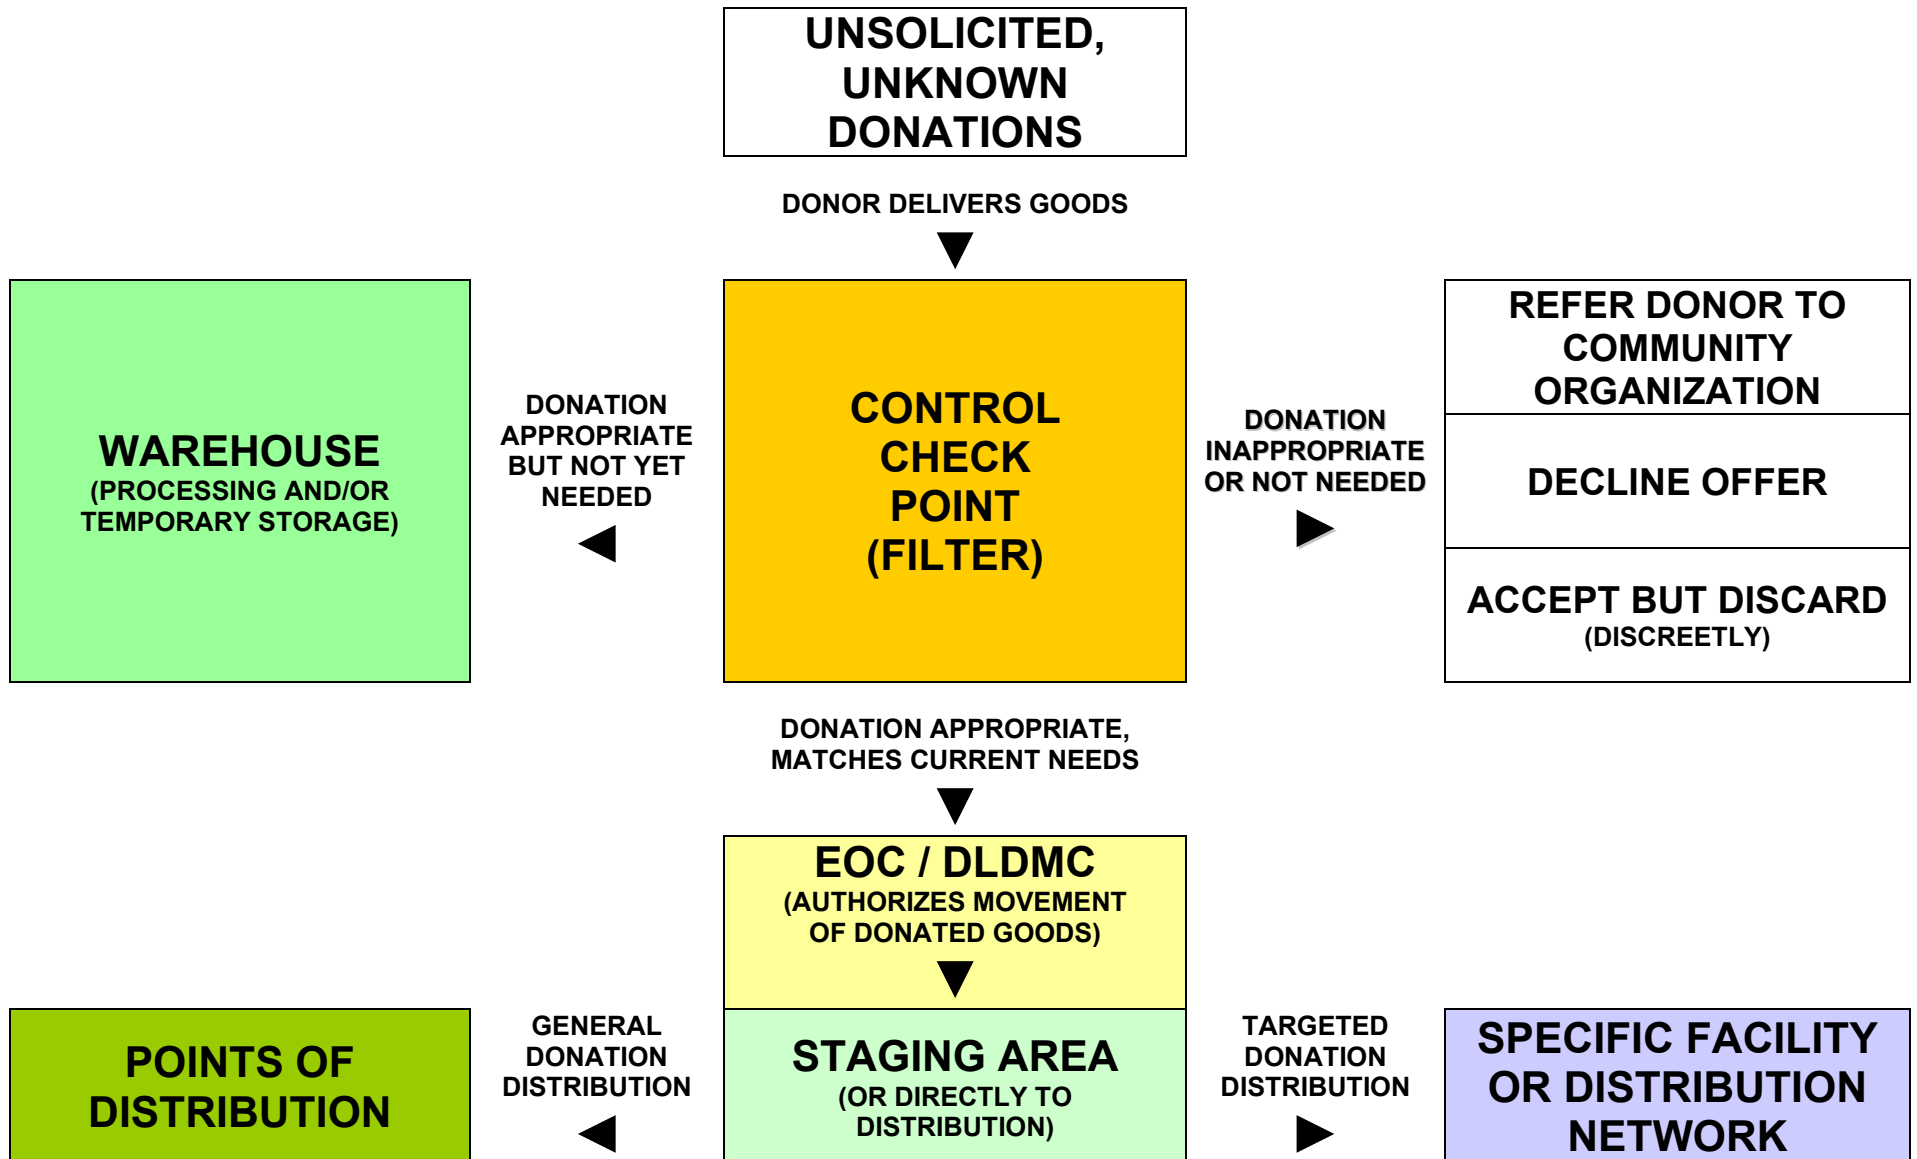 UNSOLICITED,
UNKNOWN
DONATIONS
DONOR DELIVERS GOODS
WAREHOUSE
(PROCESSING AND/OR
TEMPORARY STORAGE)
DONATION
APPROPRIATE
BUT NOT YET
NEEDED
CONTROL
CHECK
POINT
(FILTER)
DONATION
INAPPROPRIATE
OR NOT NEEDED
REFER DONOR TO
COMMUNITY
ORGANIZATION
DECLINE OFFER
ACCEPT BUT DISCARD
(DISCREETLY)
DONATION APPROPRIATE,
MATCHES CURRENT NEEDS
EOC / DLDMC
(AUTHORIZES MOVEMENT
OF DONATED GOODS)
POINTS OF
DISTRIBUTION
GENERAL
DONATION
DISTRIBUTION
STAGING AREA
(OR DIRECTLY TO
DISTRIBUTION)
TARGETED
DONATION
DISTRIBUTION
SPECIFIC FACILITY
OR DISTRIBUTION
NETWORK